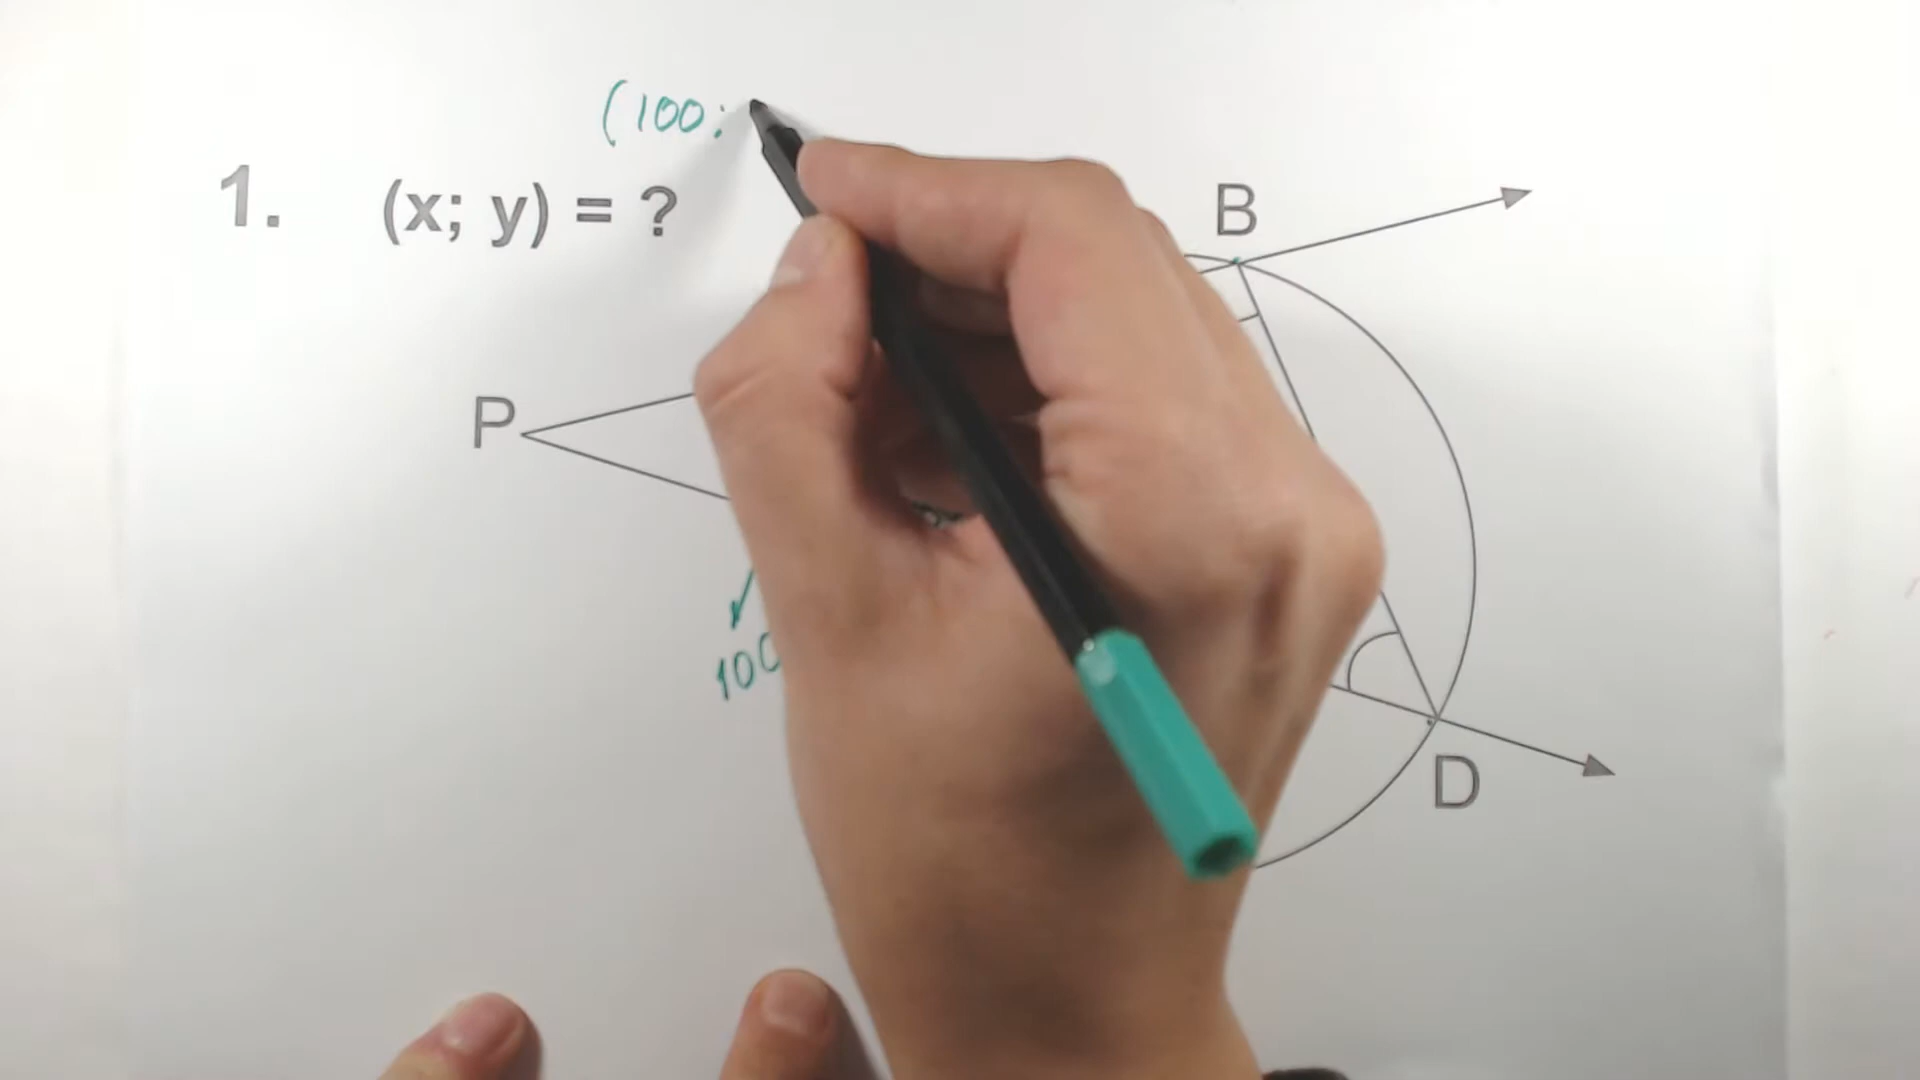 (100;
1. (x; y) = ?
B
P
100
D